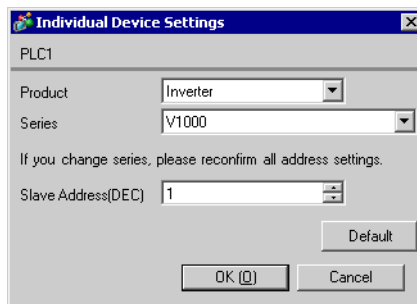 Individual Device Settings
PLC1
Product Inverter
Series V1000
If you change series, please reconfirm all address settings.
Slave Address(DEC) 1
Default
OK (O) Cancel